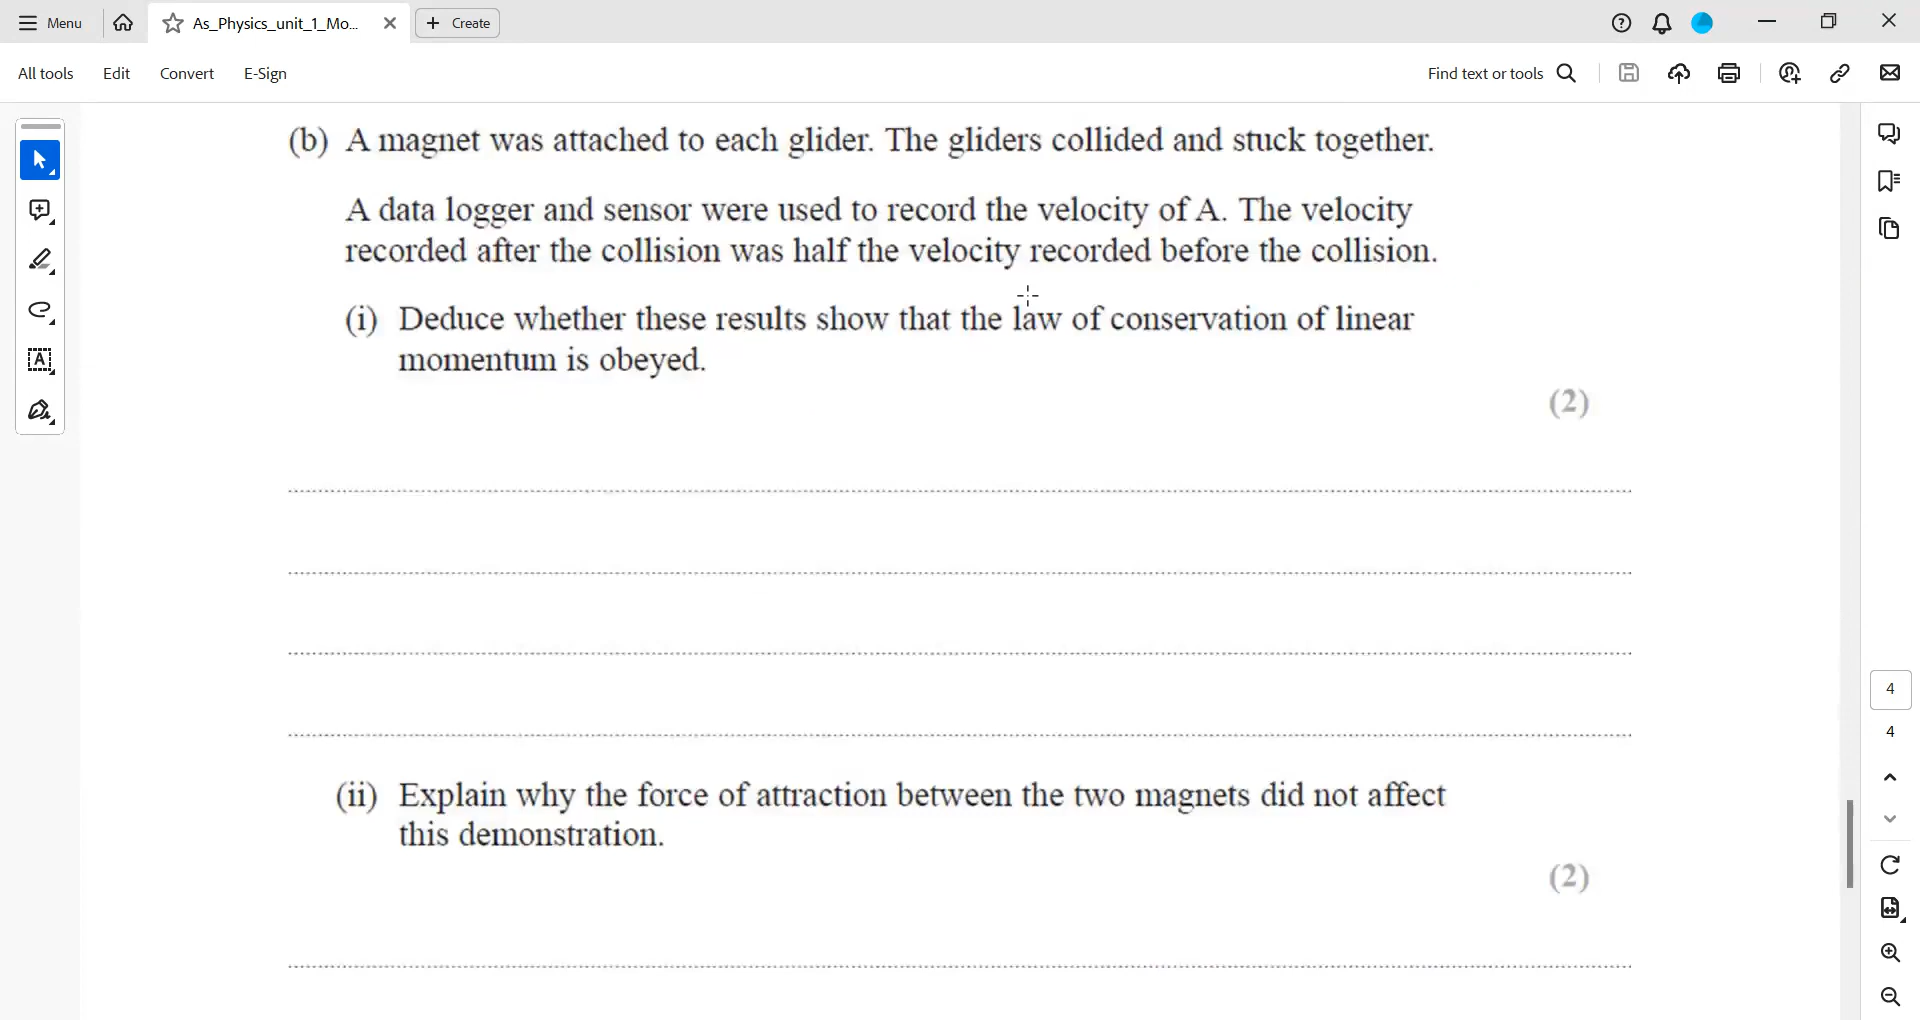 Menu
As_Physics_unit_1_Mo...
Create
All tools
Edit
Convert
E-Sign
Find text or tools
(b) A magnet was attached to each glider. The gliders collided and stuck together.
A data logger and sensor were used to record the velocity of A. The velocity
recorded after the collision was half the velocity recorded before the collision.
(i) Deduce whether these results show that the law of conservation of linear
momentum is obeyed.
(2)
(ii) Explain why the force of attraction between the two magnets did not affect
this demonstration.
(2)
4
4